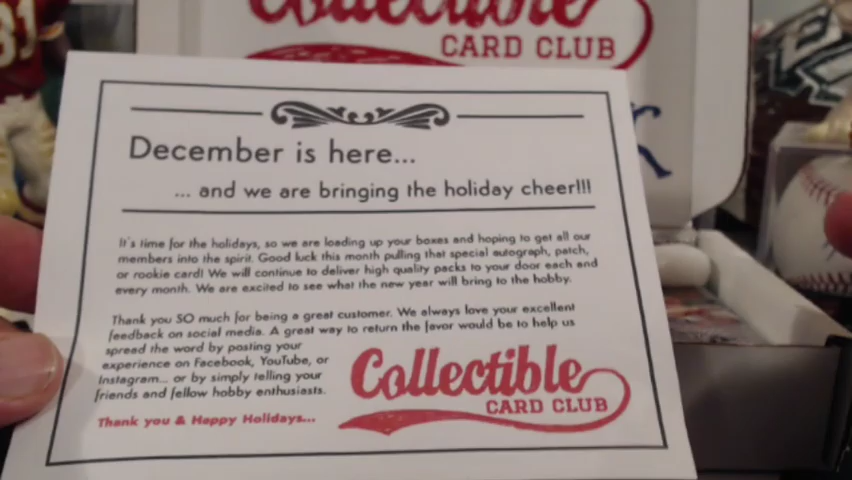 Collectible
CARD CLUB
31
December is here...
... and we are bringing the holiday cheer!!!
It's time for the holidays, so we are loading up your boxes and hoping to get all our
members into the spirit. Good luck this month pulling that special autograph, patch,
or rookie card! We will continue to deliver high quality packs to your door each and
every month. We are excited to see what the new year will bring to the hobby.
Thank you SO much for being a great customer. We always love your excellent
feedback on social media. A great way to return the favor would be to help us
spread the word by posting your
experience on Facebook, YouTube, or
Instagram... or by simply telling your
friends and fellow hobby enthusiasts.
Thank you & Happy Holidays...
Collectible
CARD CLUB